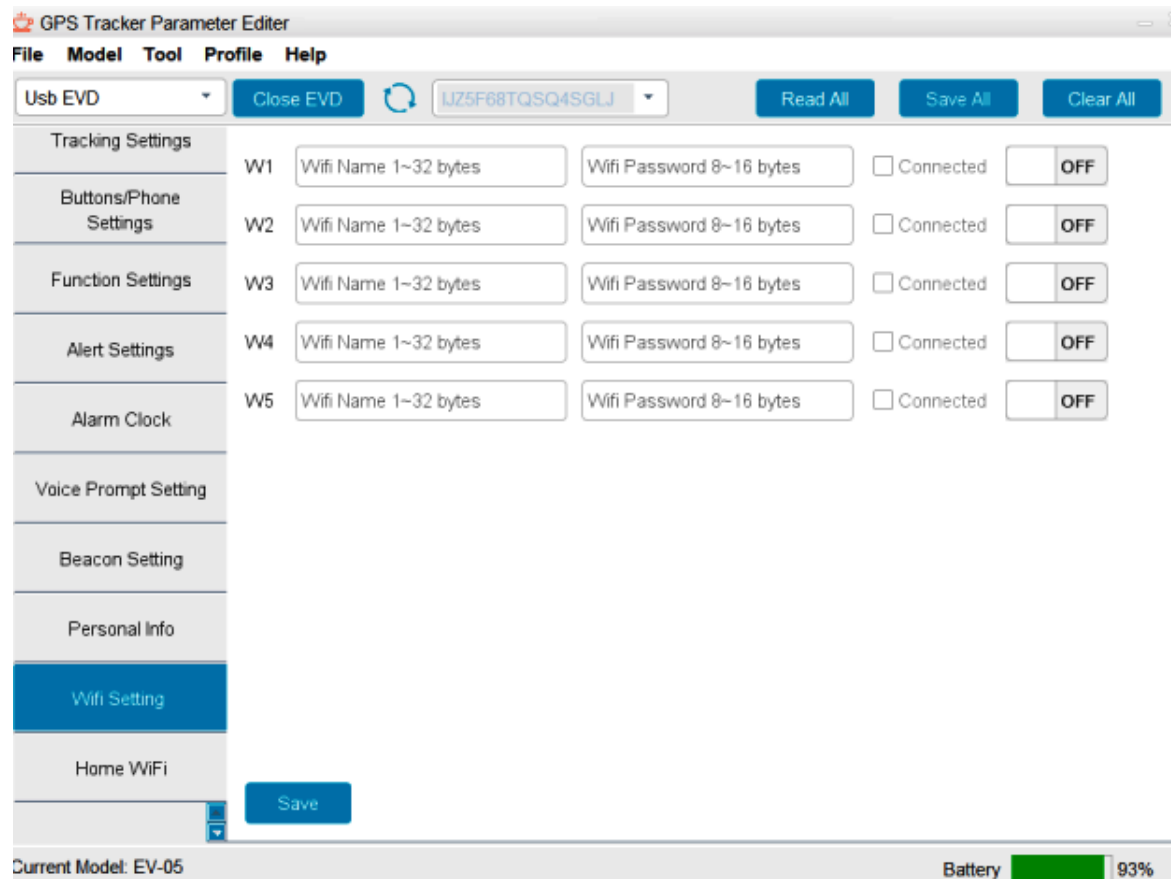 GPS Tracker Parameter Editer
File Model Tool Profile Help
Usb EVD Close EVD IJZ5F68TQSQ4SGLJ Read All Save All Clear All
Tracking Settings
Buttons/Phone
Settings
Function Settings
Alert Settings
Alarm Clock
Voice Prompt Setting
Beacon Setting
Personal Info
Wifi Setting
Home WiFi
W1 Wifi Name 1~32 bytes Wifi Password 8~16 bytes Connected OFF
W2 Wifi Name 1~32 bytes Wifi Password 8~16 bytes Connected OFF
W3 Wifi Name 1~32 bytes Wifi Password 8~16 bytes Connected OFF
W4 Wifi Name 1~32 bytes Wifi Password 8~16 bytes Connected OFF
W5 Wifi Name 1~32 bytes Wifi Password 8~16 bytes Connected OFF
Save
Current Model: EV-05 Battery 93%